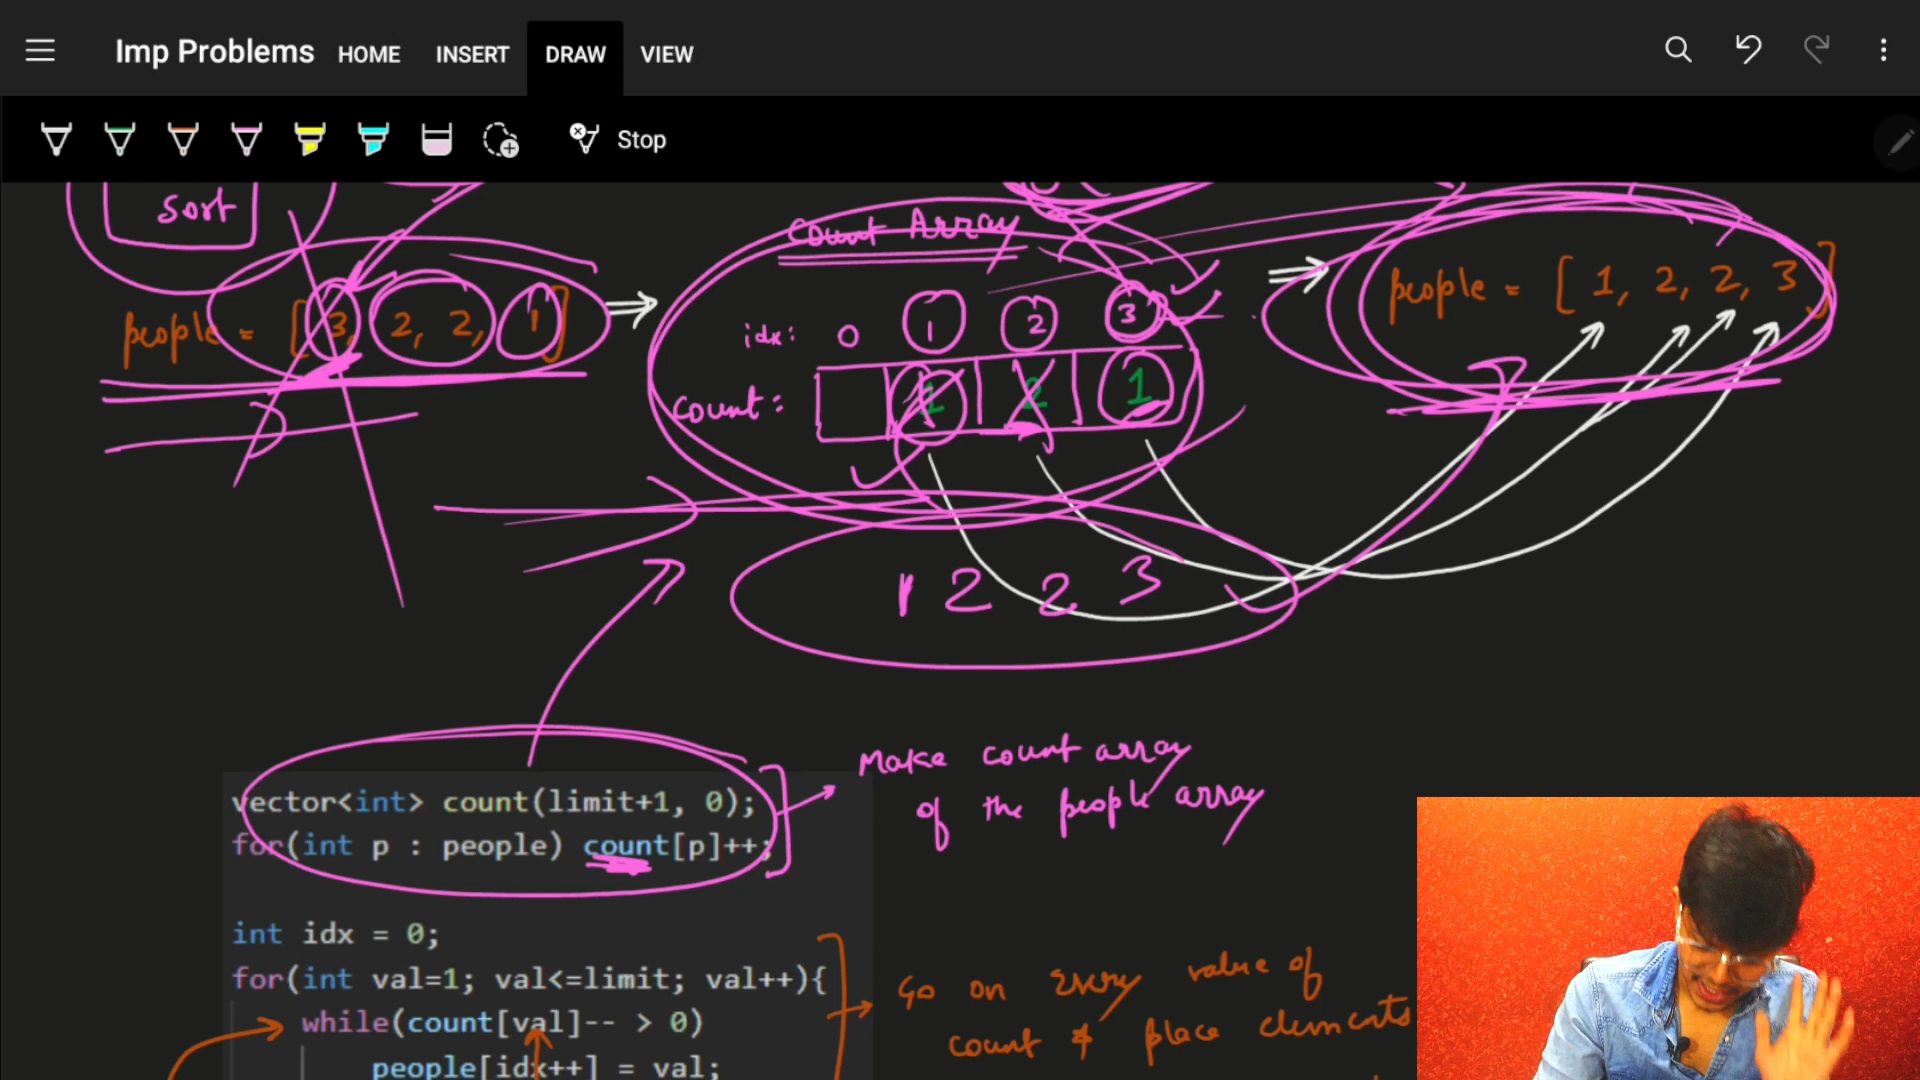 Imp Problems HOME INSERT DRAW VIEW
Stop
sort
Count Array
people = [3, 2, 2, 1]
idx: 0 1 2 3
count: 1 2 1
people = [1, 2, 2, 3]
1 2 2 3
Make count array
of the people array
vector<int> count(limit+1, 0);
for(int p : people) count[p]++;
int idx = 0;
for(int val=1; val<=limit; val++){
while(count[val]-- > 0)
people[idx++] = val;
Go on every value of
count & place elements